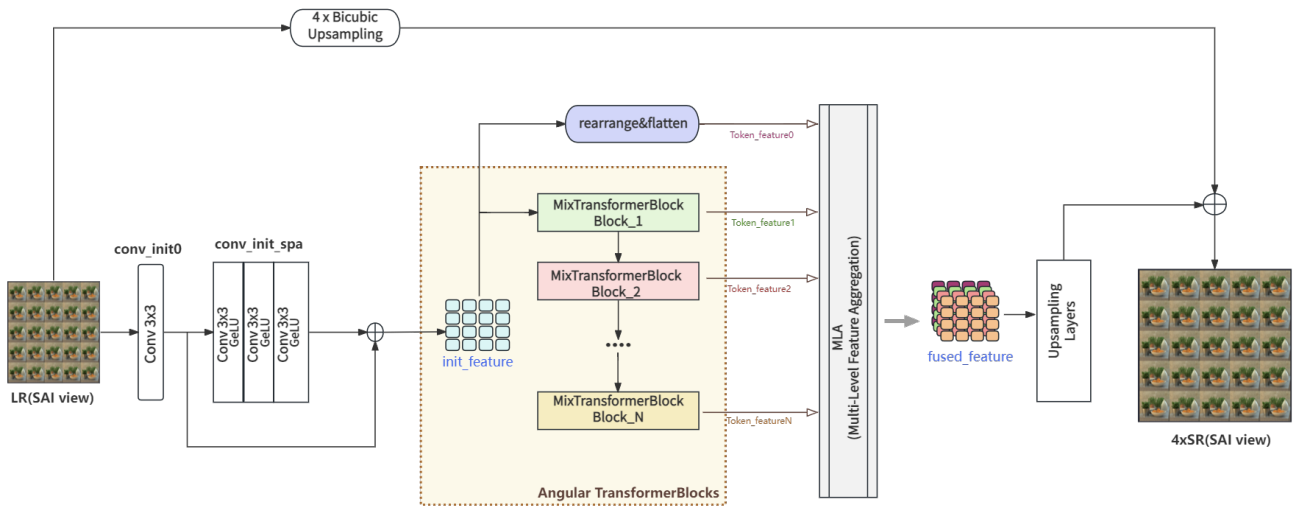 4 x Bicubic
Upsampling
rearrange&flatten
Token_feature0
MixTransformerBlock
Block_1
Token_feature1
MixTransformerBlock
Block_2
Token_feature2
....
MixTransformerBlock
Block_N
Token_featureN
Angular TransformerBlocks
conv_init0
Conv 3x3
conv_init_spa
Conv 3x3
GeLU
Conv 3x3
GeLU
Conv 3x3
GeLU
LR(SAI view)
init_feature
MLA
(Multi-Level Feature Aggregation)
fused_feature
Upsampling
Layers
4xSR(SAI view)